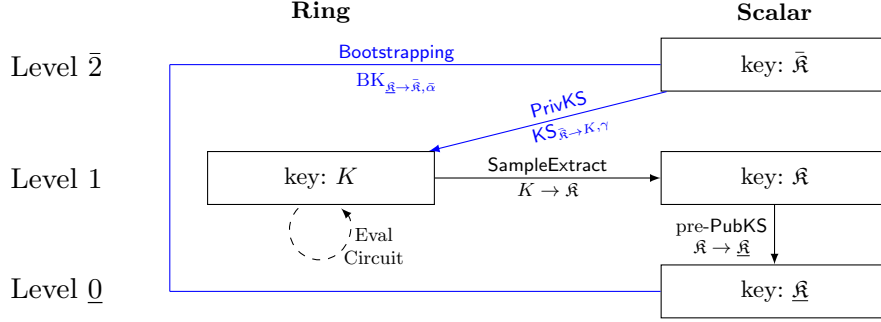 Ring Scalar
Level 2̄ Bootstrapping key: 𝔎̄
BK_{𝔎̲→𝔎̄,ᾱ}
PrivKS
KS_{𝔎̄→K,γ}
Level 1 key: K SampleExtract key: 𝔎
K → 𝔎
pre-PubKS
Eval 𝔎 → 𝔎̲
Circuit
Level 0̲ key: 𝔎̲